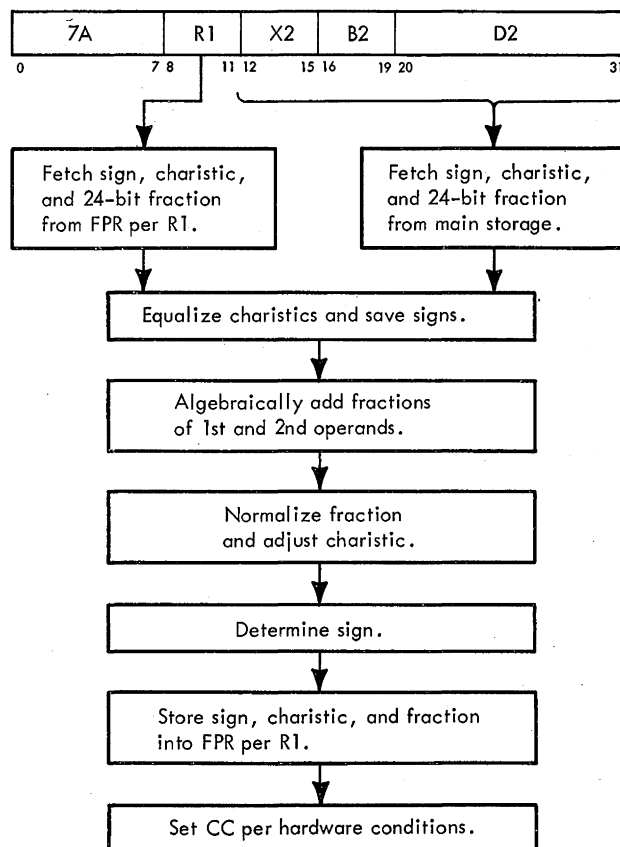 7A R1 X2 B2 D2
0 7 8 11 12 15 16 19 20 31
Fetch sign, charistic,
and 24-bit fraction
from FPR per R1.
Fetch sign, charistic,
and 24-bit fraction
from main storage.
Equalize charistics and save signs.
Algebraically add fractions
of 1st and 2nd operands.
Normalize fraction
and adjust charistic.
Determine sign.
Store sign, charistic, and fraction
into FPR per R1.
Set CC per hardware conditions.